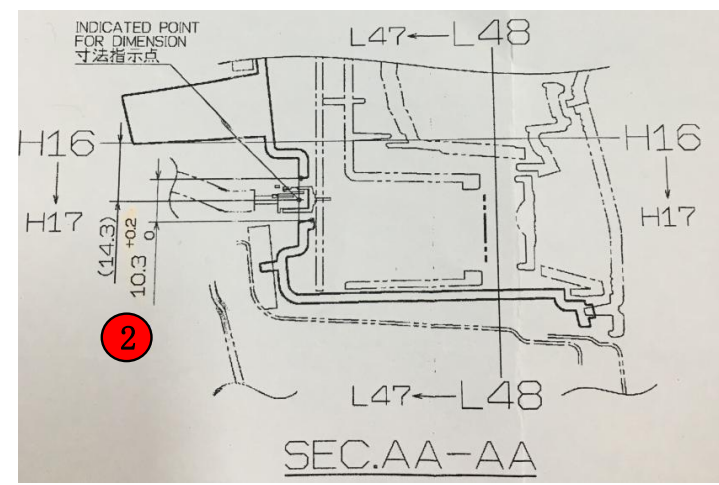 INDICATED POINT
FOR DIMENSION
寸法指示点
L47←L48
H16
H16
↓
↓
H17
H17
(14.3)
10.3 +0.2
0
2
L47←L48
SEC.AA-AA